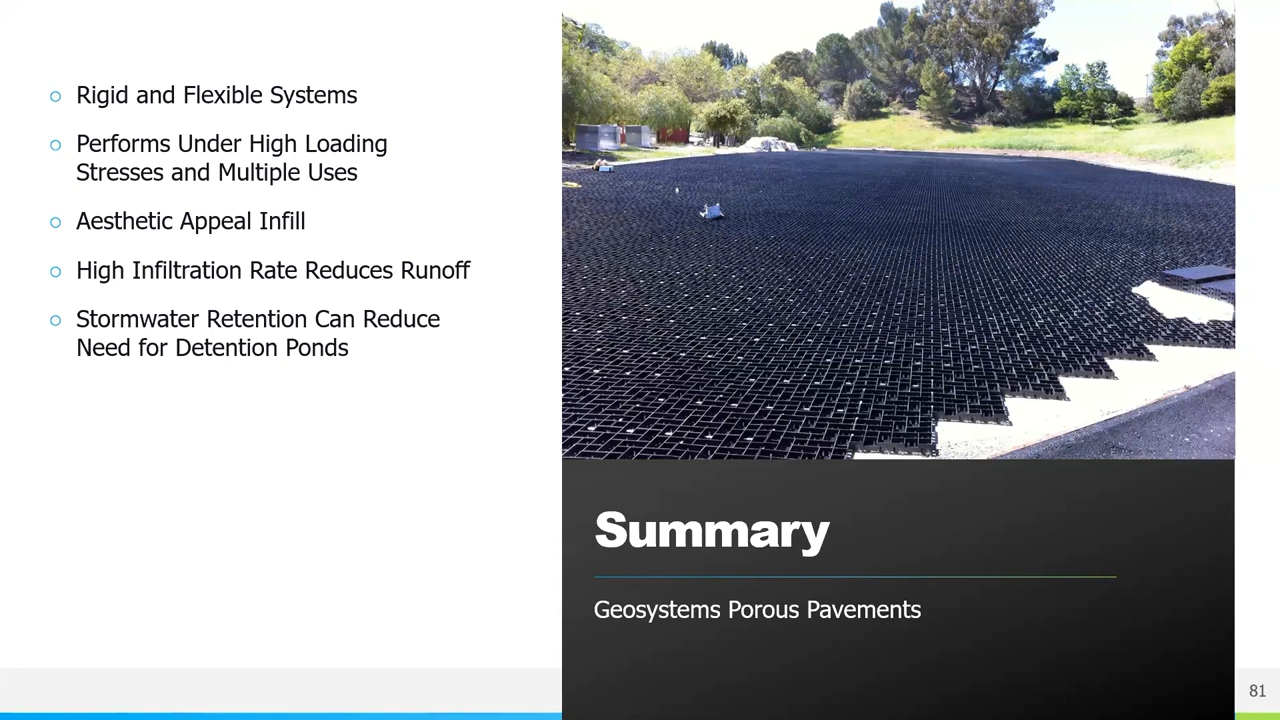 Rigid and Flexible Systems
Performs Under High Loading
Stresses and Multiple Uses
Aesthetic Appeal Infill
High Infiltration Rate Reduces Runoff
Stormwater Retention Can Reduce
Need for Detention Ponds
Summary
Geosystems Porous Pavements
81